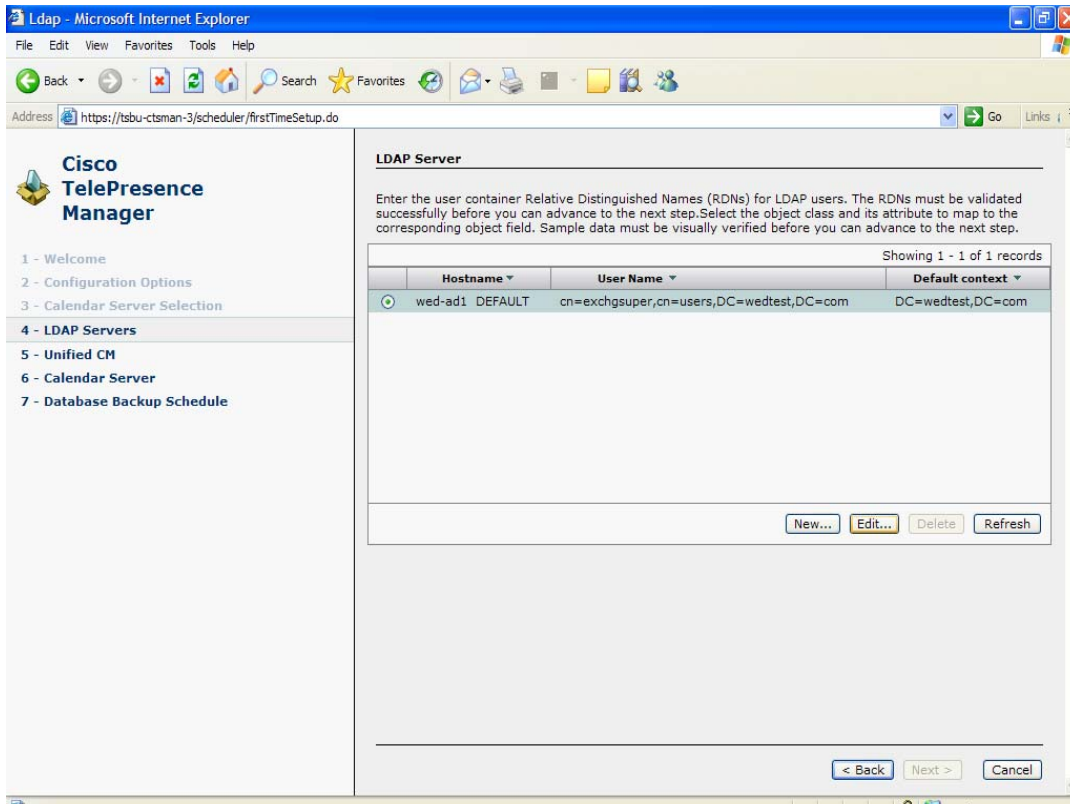 Ldap - Microsoft Internet Explorer
File Edit View Favorites Tools Help
Back Search Favorites
Address https://tsbu-ctsman-3/scheduler/firstTimeSetup.do Go Links
Cisco
TelePresence
Manager
1 - Welcome
2 - Configuration Options
3 - Calendar Server Selection
4 - LDAP Servers
5 - Unified CM
6 - Calendar Server
7 - Database Backup Schedule
LDAP Server
Enter the user container Relative Distinguished Names (RDNs) for LDAP users. The RDNs must be validated
successfully before you can advance to the next step.Select the object class and its attribute to map to the
corresponding object field. Sample data must be visually verified before you can advance to the next step.
Showing 1 - 1 of 1 records
Hostname User Name Default context
wed-ad1 DEFAULT cn=exchgsuper,cn=users,DC=wedtest,DC=com DC=wedtest,DC=com
New... Edit... Delete Refresh
< Back Next > Cancel